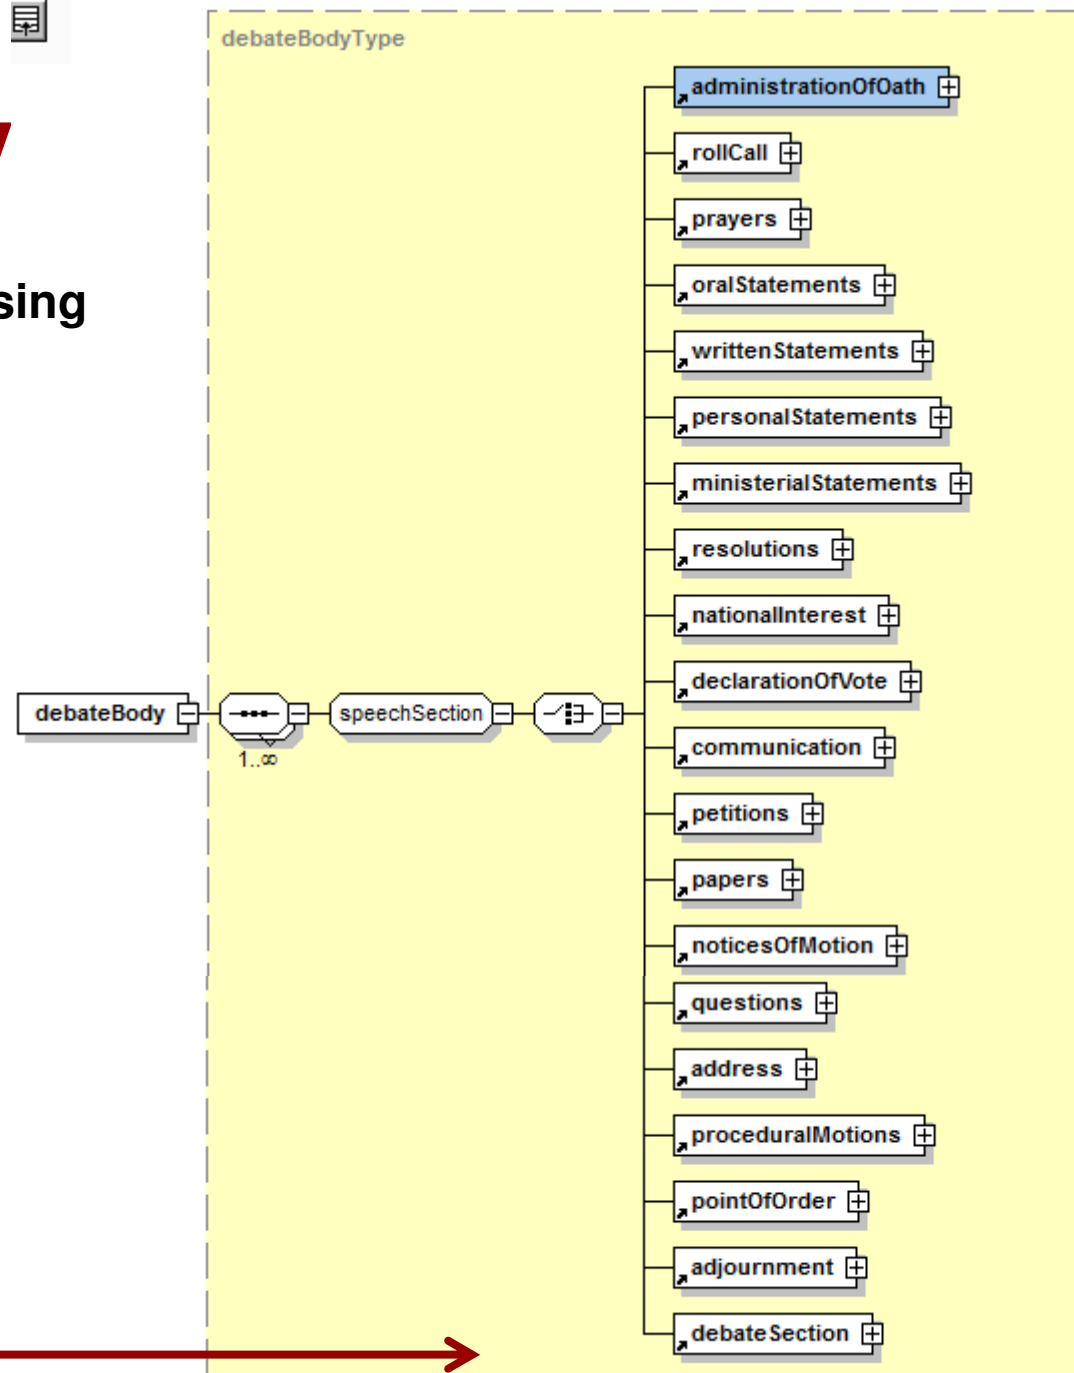 debateBodyType
administrationOfOath
rollCall
prayers
oralStatements
sing
writtenStatements
personalStatements
ministerialStatements
resolutions
nationalInterest
declarationOfVote
debateBody
speechSection
1..∞
communication
petitions
papers
noticesOfMotion
questions
address
proceduralMotions
pointOfOrder
adjournment
debateSection